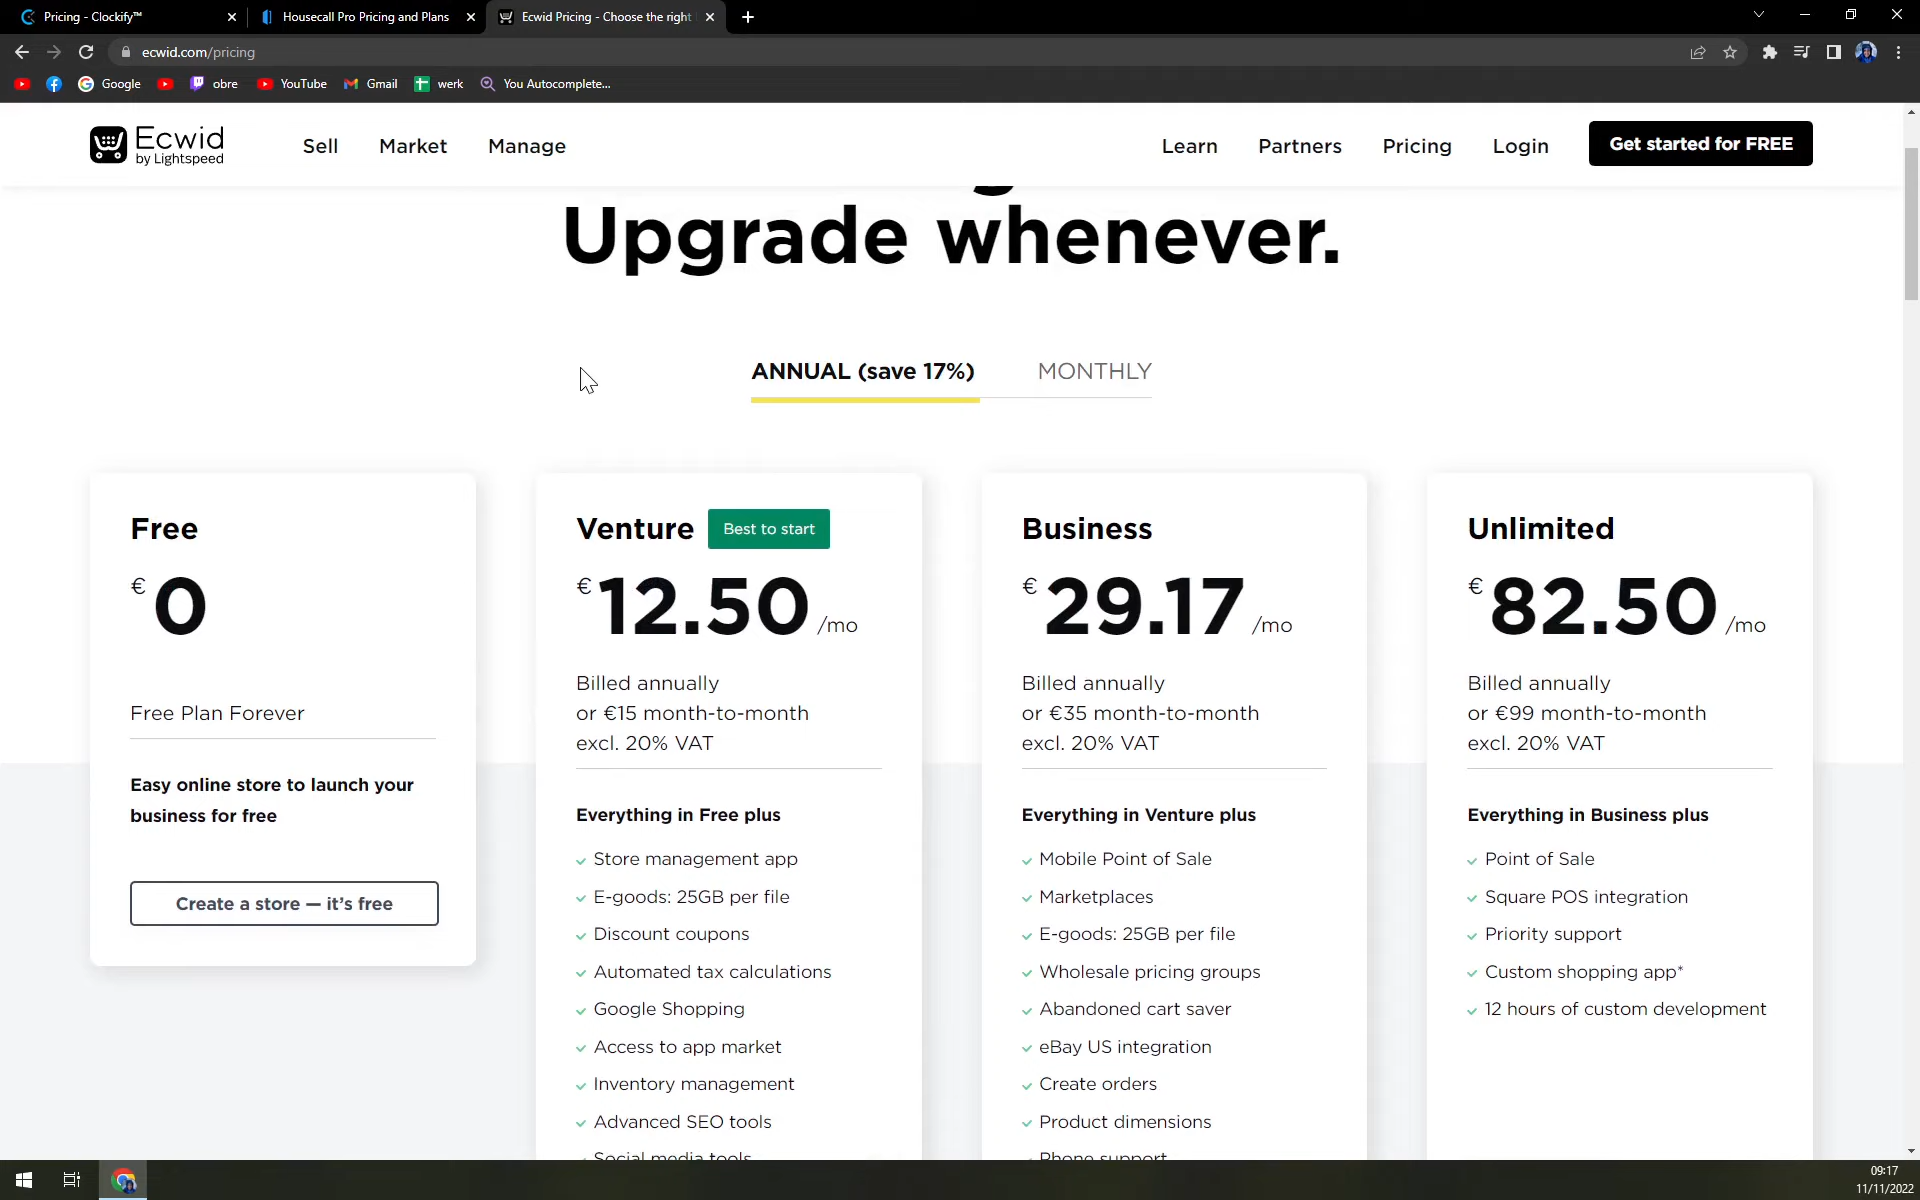 Pricing - Clockify™
Housecall Pro Pricing and Plans
Ecwid Pricing - Choose the right
ecwid.com/pricing
Google
obre
YouTube
Gmail
werk
You Autocomplete...
Ecwid
by Lightspeed
Sell
Market
Manage
Learn
Partners
Pricing
Login
Get started for FREE
Upgrade whenever.
ANNUAL (save 17%)
MONTHLY
Free
€ 0
Free Plan Forever
Easy online store to launch your
business for free
Create a store — it's free
Venture
Best to start
€ 12.50 /mo
Billed annually
or €15 month-to-month
excl. 20% VAT
Everything in Free plus
Store management app
E-goods: 25GB per file
Discount coupons
Automated tax calculations
Google Shopping
Access to app market
Inventory management
Advanced SEO tools
Social media tools
Business
€ 29.17 /mo
Billed annually
or €35 month-to-month
excl. 20% VAT
Everything in Venture plus
Mobile Point of Sale
Marketplaces
E-goods: 25GB per file
Wholesale pricing groups
Abandoned cart saver
eBay US integration
Create orders
Product dimensions
Phone support
Unlimited
€ 82.50 /mo
Billed annually
or €99 month-to-month
excl. 20% VAT
Everything in Business plus
Point of Sale
Square POS integration
Priority support
Custom shopping app*
12 hours of custom development
09:17
11/11/2022